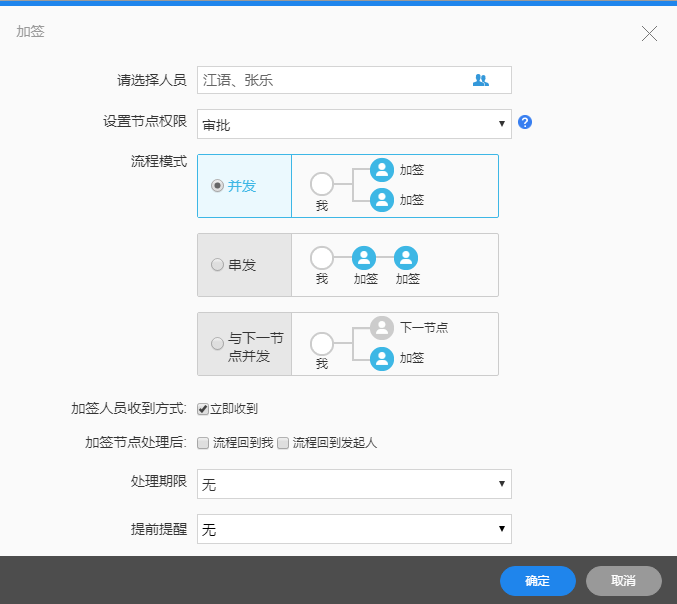 加签
请选择人员 江语、张乐
设置节点权限 审批 ?
流程模式
并发 我 加签 加签
串发 我 加签 加签
与下一节
点并发 我 下一节点 加签
加签人员收到方式: 立即收到
加签节点处理后: 流程回到我 流程回到发起人
处理期限 无
提前提醒 无
确定 取消